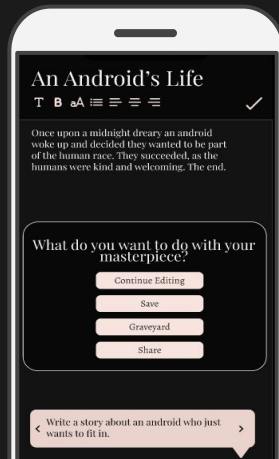 An Android's Life
T B aA
Once upon a midnight dreary an android
woke up and decided they wanted to be part
of the human race. They succeeded, as the
humans were kind and welcoming. The end.
What do you want to do with your
masterpiece?
Continue Editing
Save
Graveyard
Share
Write a story about an android who just
wants to fit in.